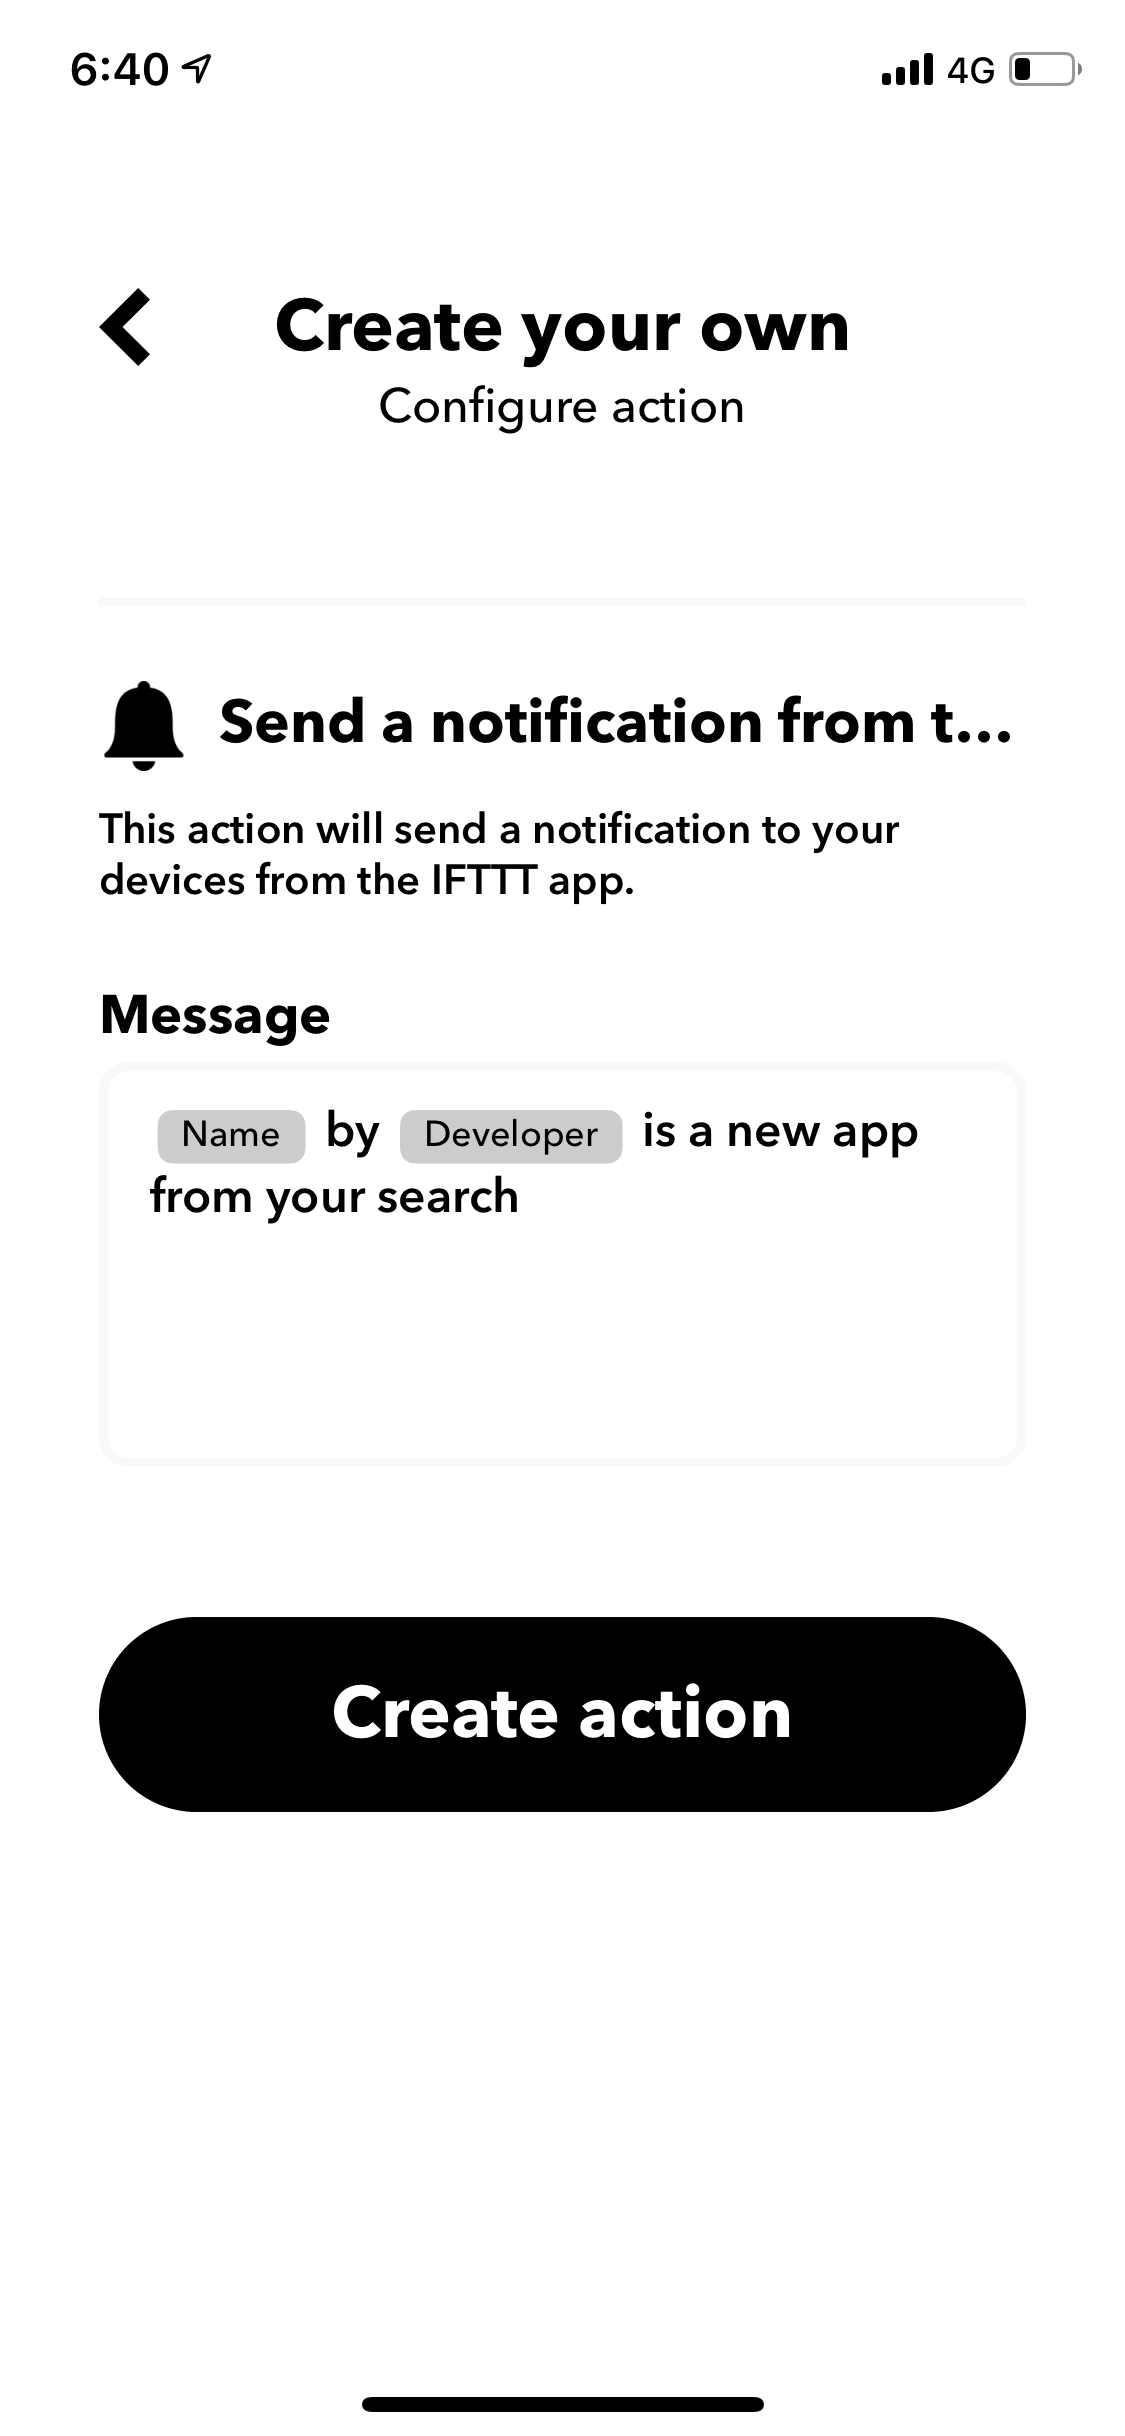 6:40
4G
Create your own
Configure action
Send a notification from t...
This action will send a notification to your
devices from the IFTTT app.
Message
Name by Developer is a new app
from your search
Create action